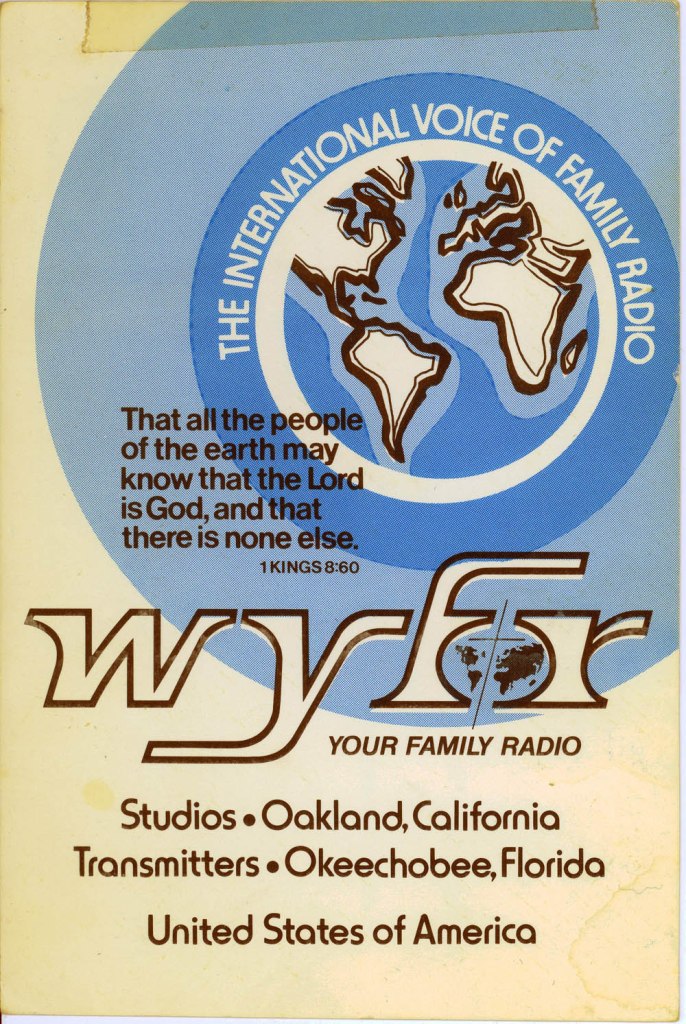 THE INTERNATIONAL VOICE OF FAMILY RADIO
That all the people
of the earth may
know that the Lord
is God, and that
there is none else.
1 KINGS 8:60
wyfr
YOUR FAMILY RADIO
Studios • Oakland, California
Transmitters • Okeechobee, Florida
United States of America